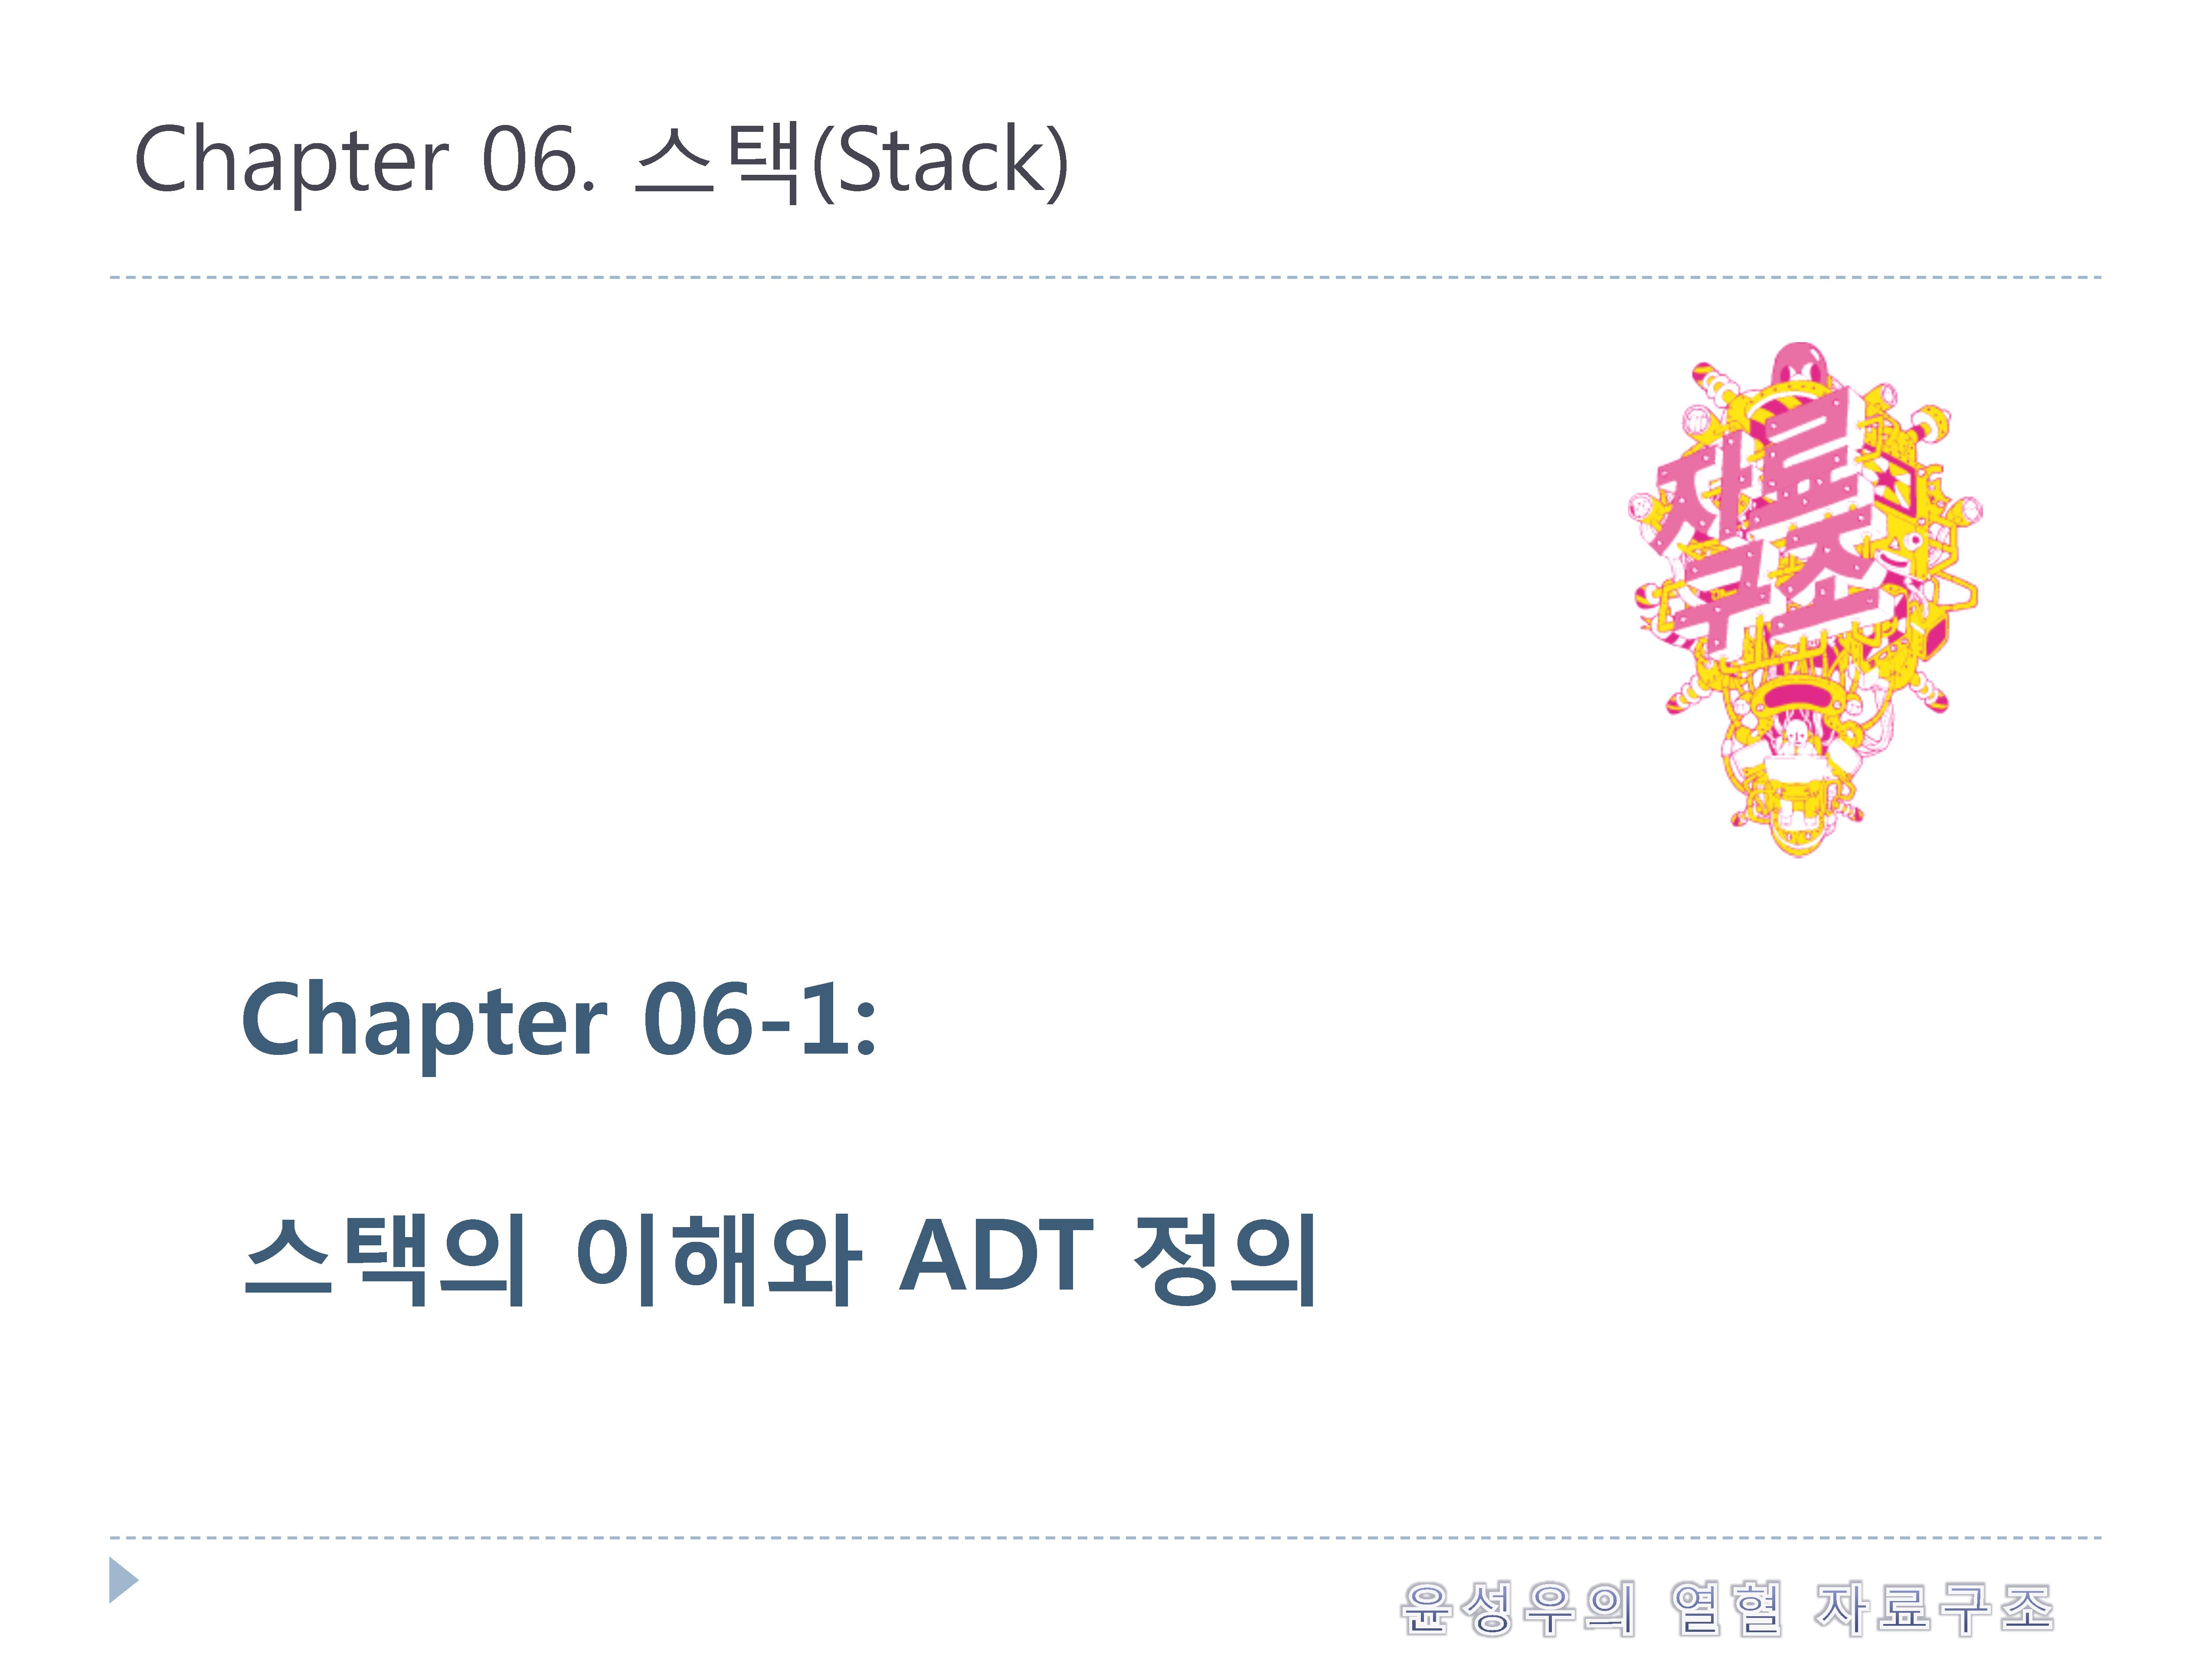 Chapter 06. 스택(Stack)
자료
구조
Chapter 06-1:
스택의 이해와 ADT 정의
윤성우의 열혈 자료구조